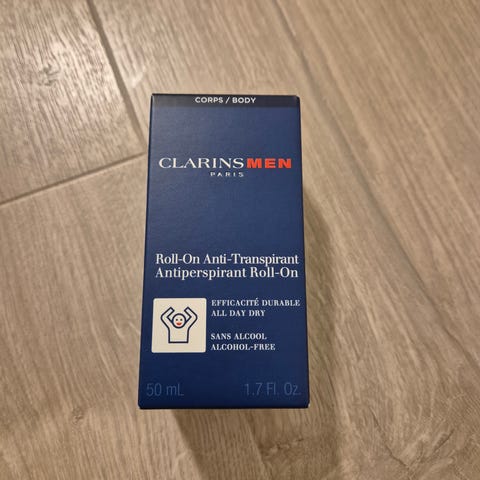 CORPS / BODY
CLARINSMEN
PARIS
Roll-On Anti-Transpirant
Antiperspirant Roll-On
EFFICACITÉ DURABLE
ALL DAY DRY
SANS ALCOOL
ALCOHOL-FREE
50 mL 1.7 Fl. Oz.